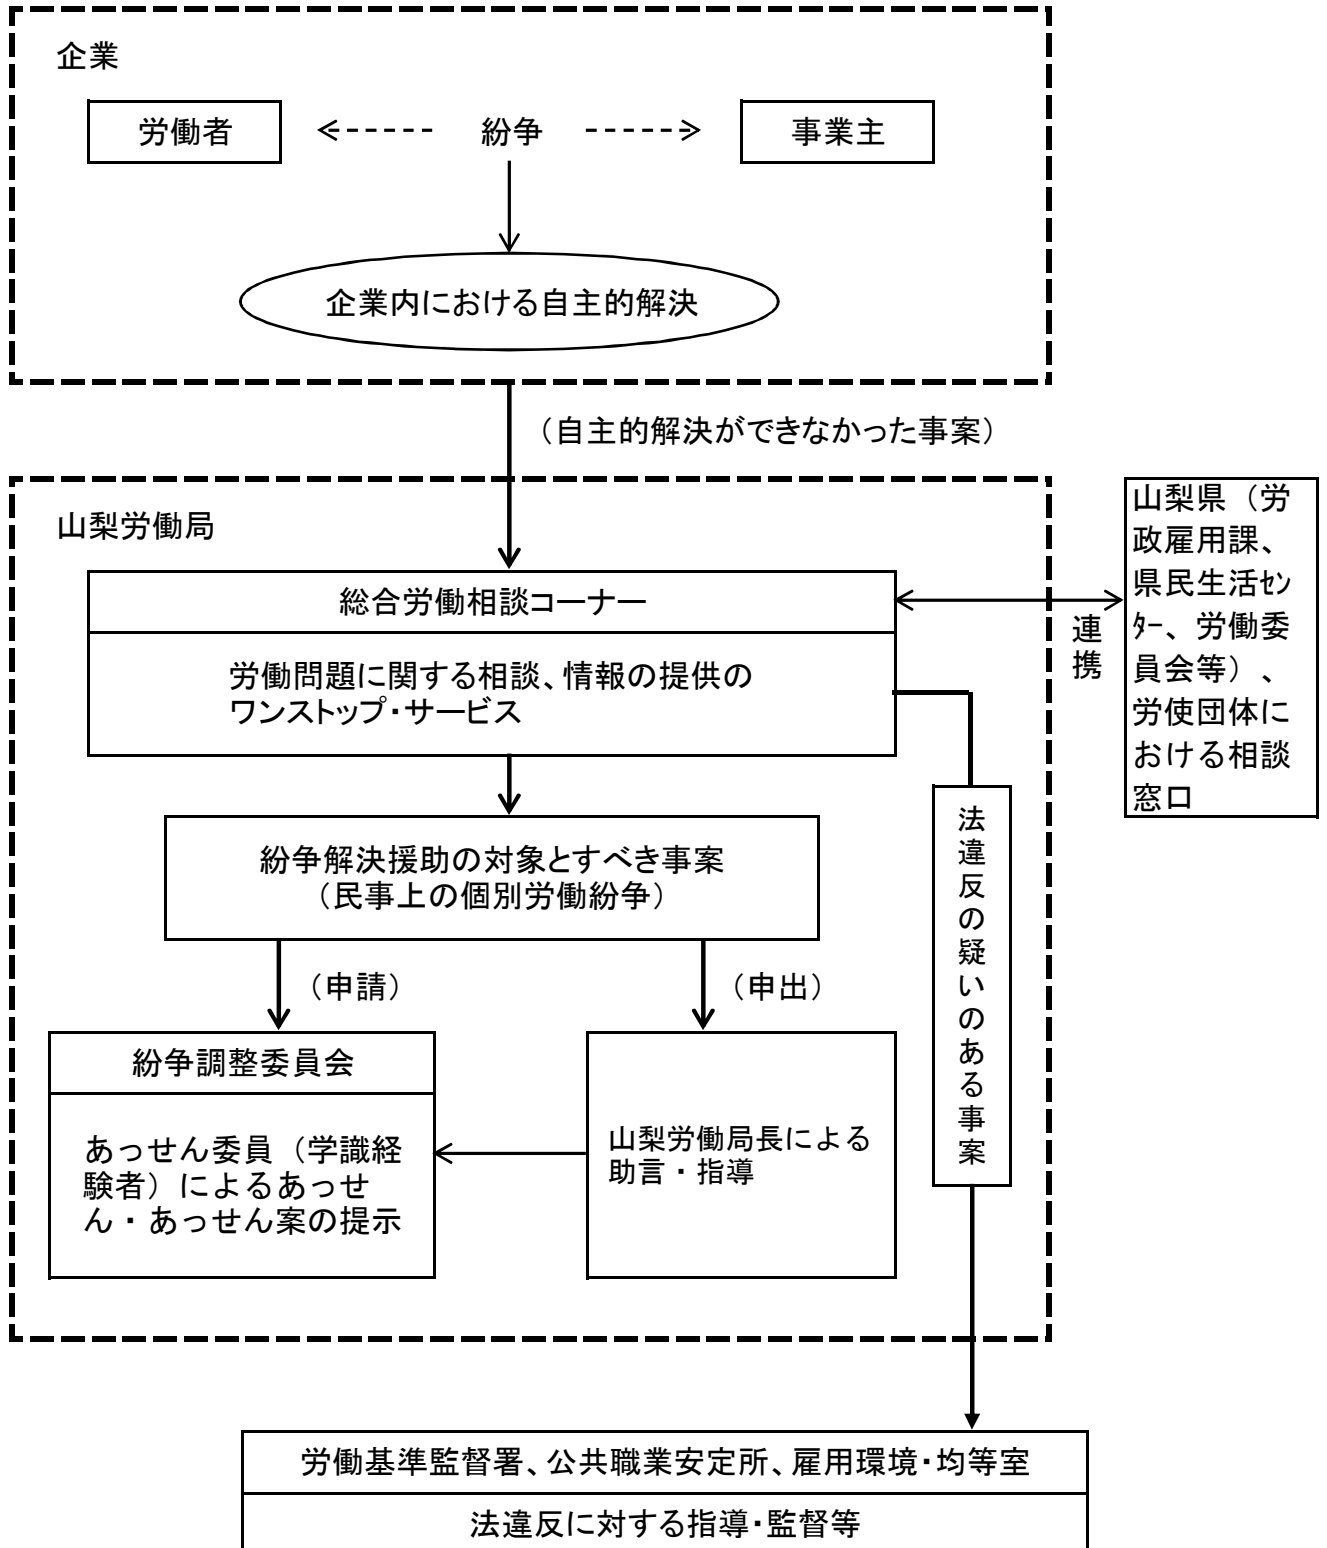 企業
労働者
紛争
事業主
企業内における自主的解決
（自主的解決ができなかった事案）
山梨労働局
総合労働相談コーナー
労働問題に関する相談、情報の提供の
ワンストップ・サービス
連
携
山梨県（労
政雇用課、
県民生活ｾﾝ
ﾀｰ、労働委
員会等）、
労使団体に
おける相談
窓口
紛争解決援助の対象とすべき事案
（民事上の個別労働紛争）
（申請）
（申出）
法違反の疑いのある事案
紛争調整委員会
あっせん委員（学識経
験者）によるあっせ
ん・あっせん案の提示
山梨労働局長による
助言・指導
労働基準監督署、公共職業安定所、雇用環境・均等室
法違反に対する指導・監督等